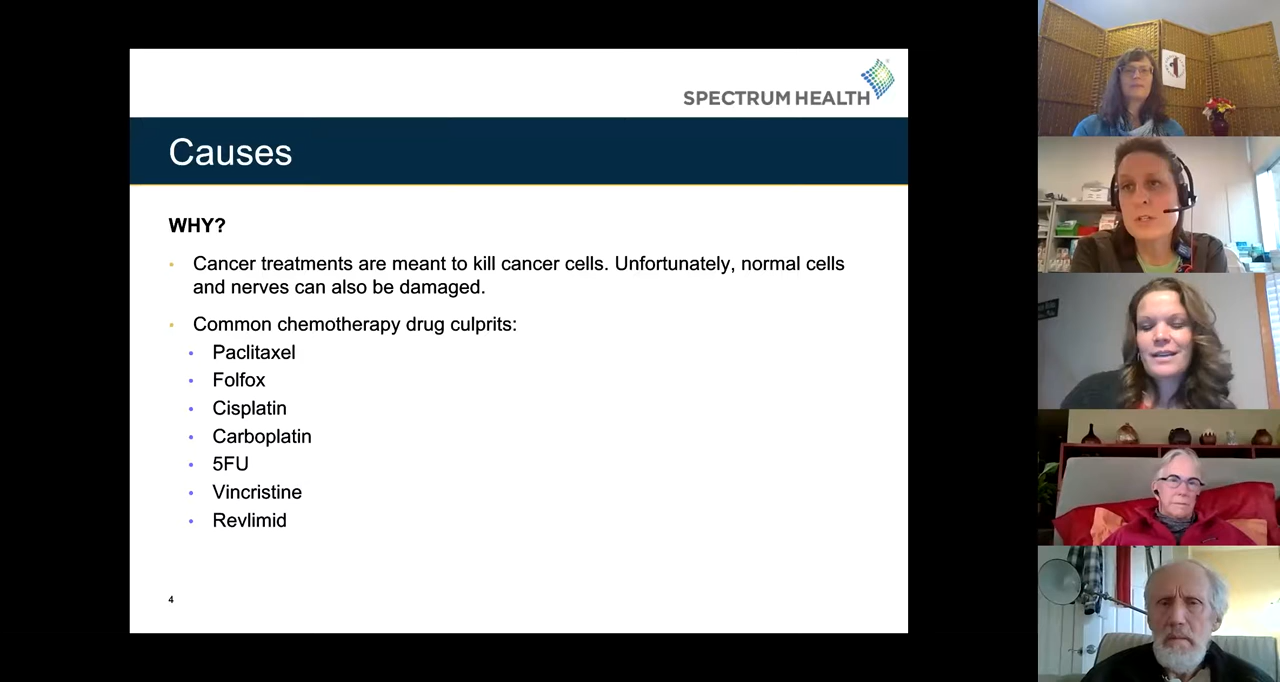 SPECTRUM HEALTH
Causes
WHY?
• Cancer treatments are meant to kill cancer cells. Unfortunately, normal cells
and nerves can also be damaged.
• Common chemotherapy drug culprits:
• Paclitaxel
• Folfox
• Cisplatin
• Carboplatin
• 5FU
• Vincristine
• Revlimid
4